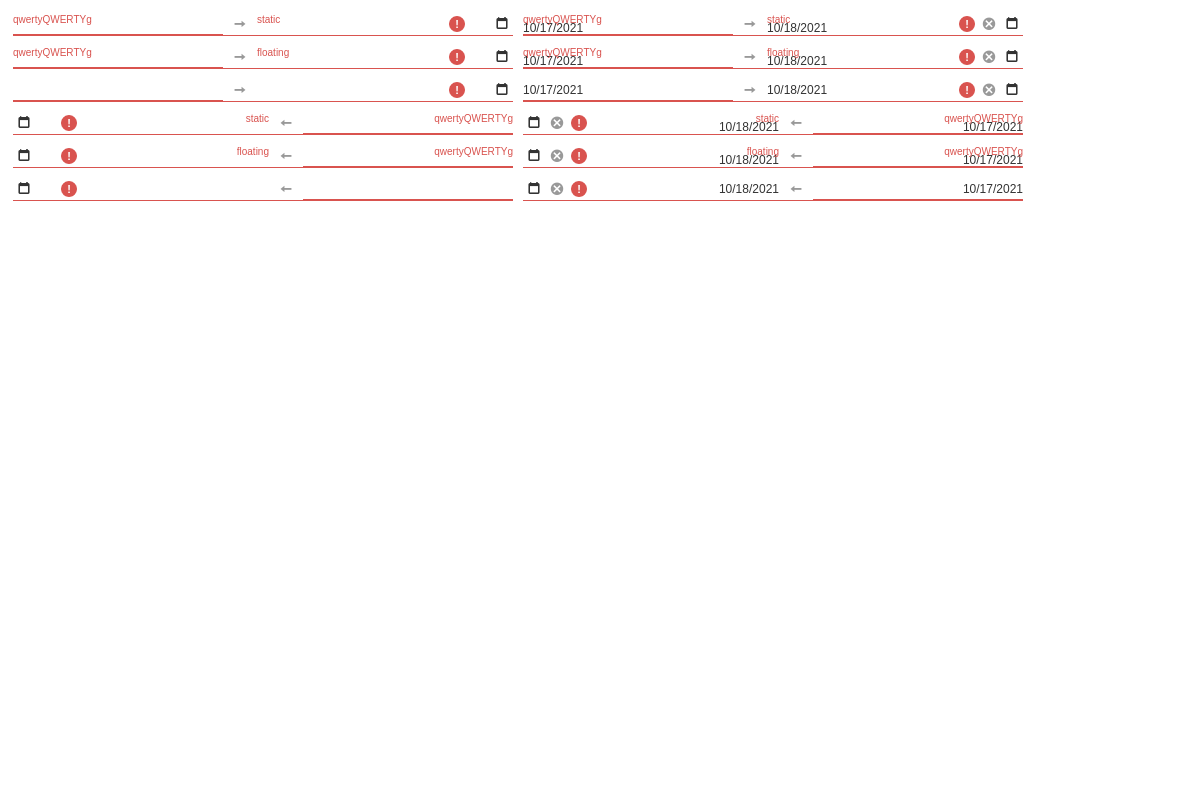 qwertyQWERTYg static qwertyQWERTYg static
10/17/2021 10/18/2021
qwertyQWERTYg floating qwertyQWERTYg floating
10/17/2021 10/18/2021
10/17/2021 10/18/2021
static qwertyQWERTYg static qwertyQWERTYg
10/18/2021 10/17/2021
floating qwertyQWERTYg floating qwertyQWERTYg
10/18/2021 10/17/2021
10/18/2021 10/17/2021